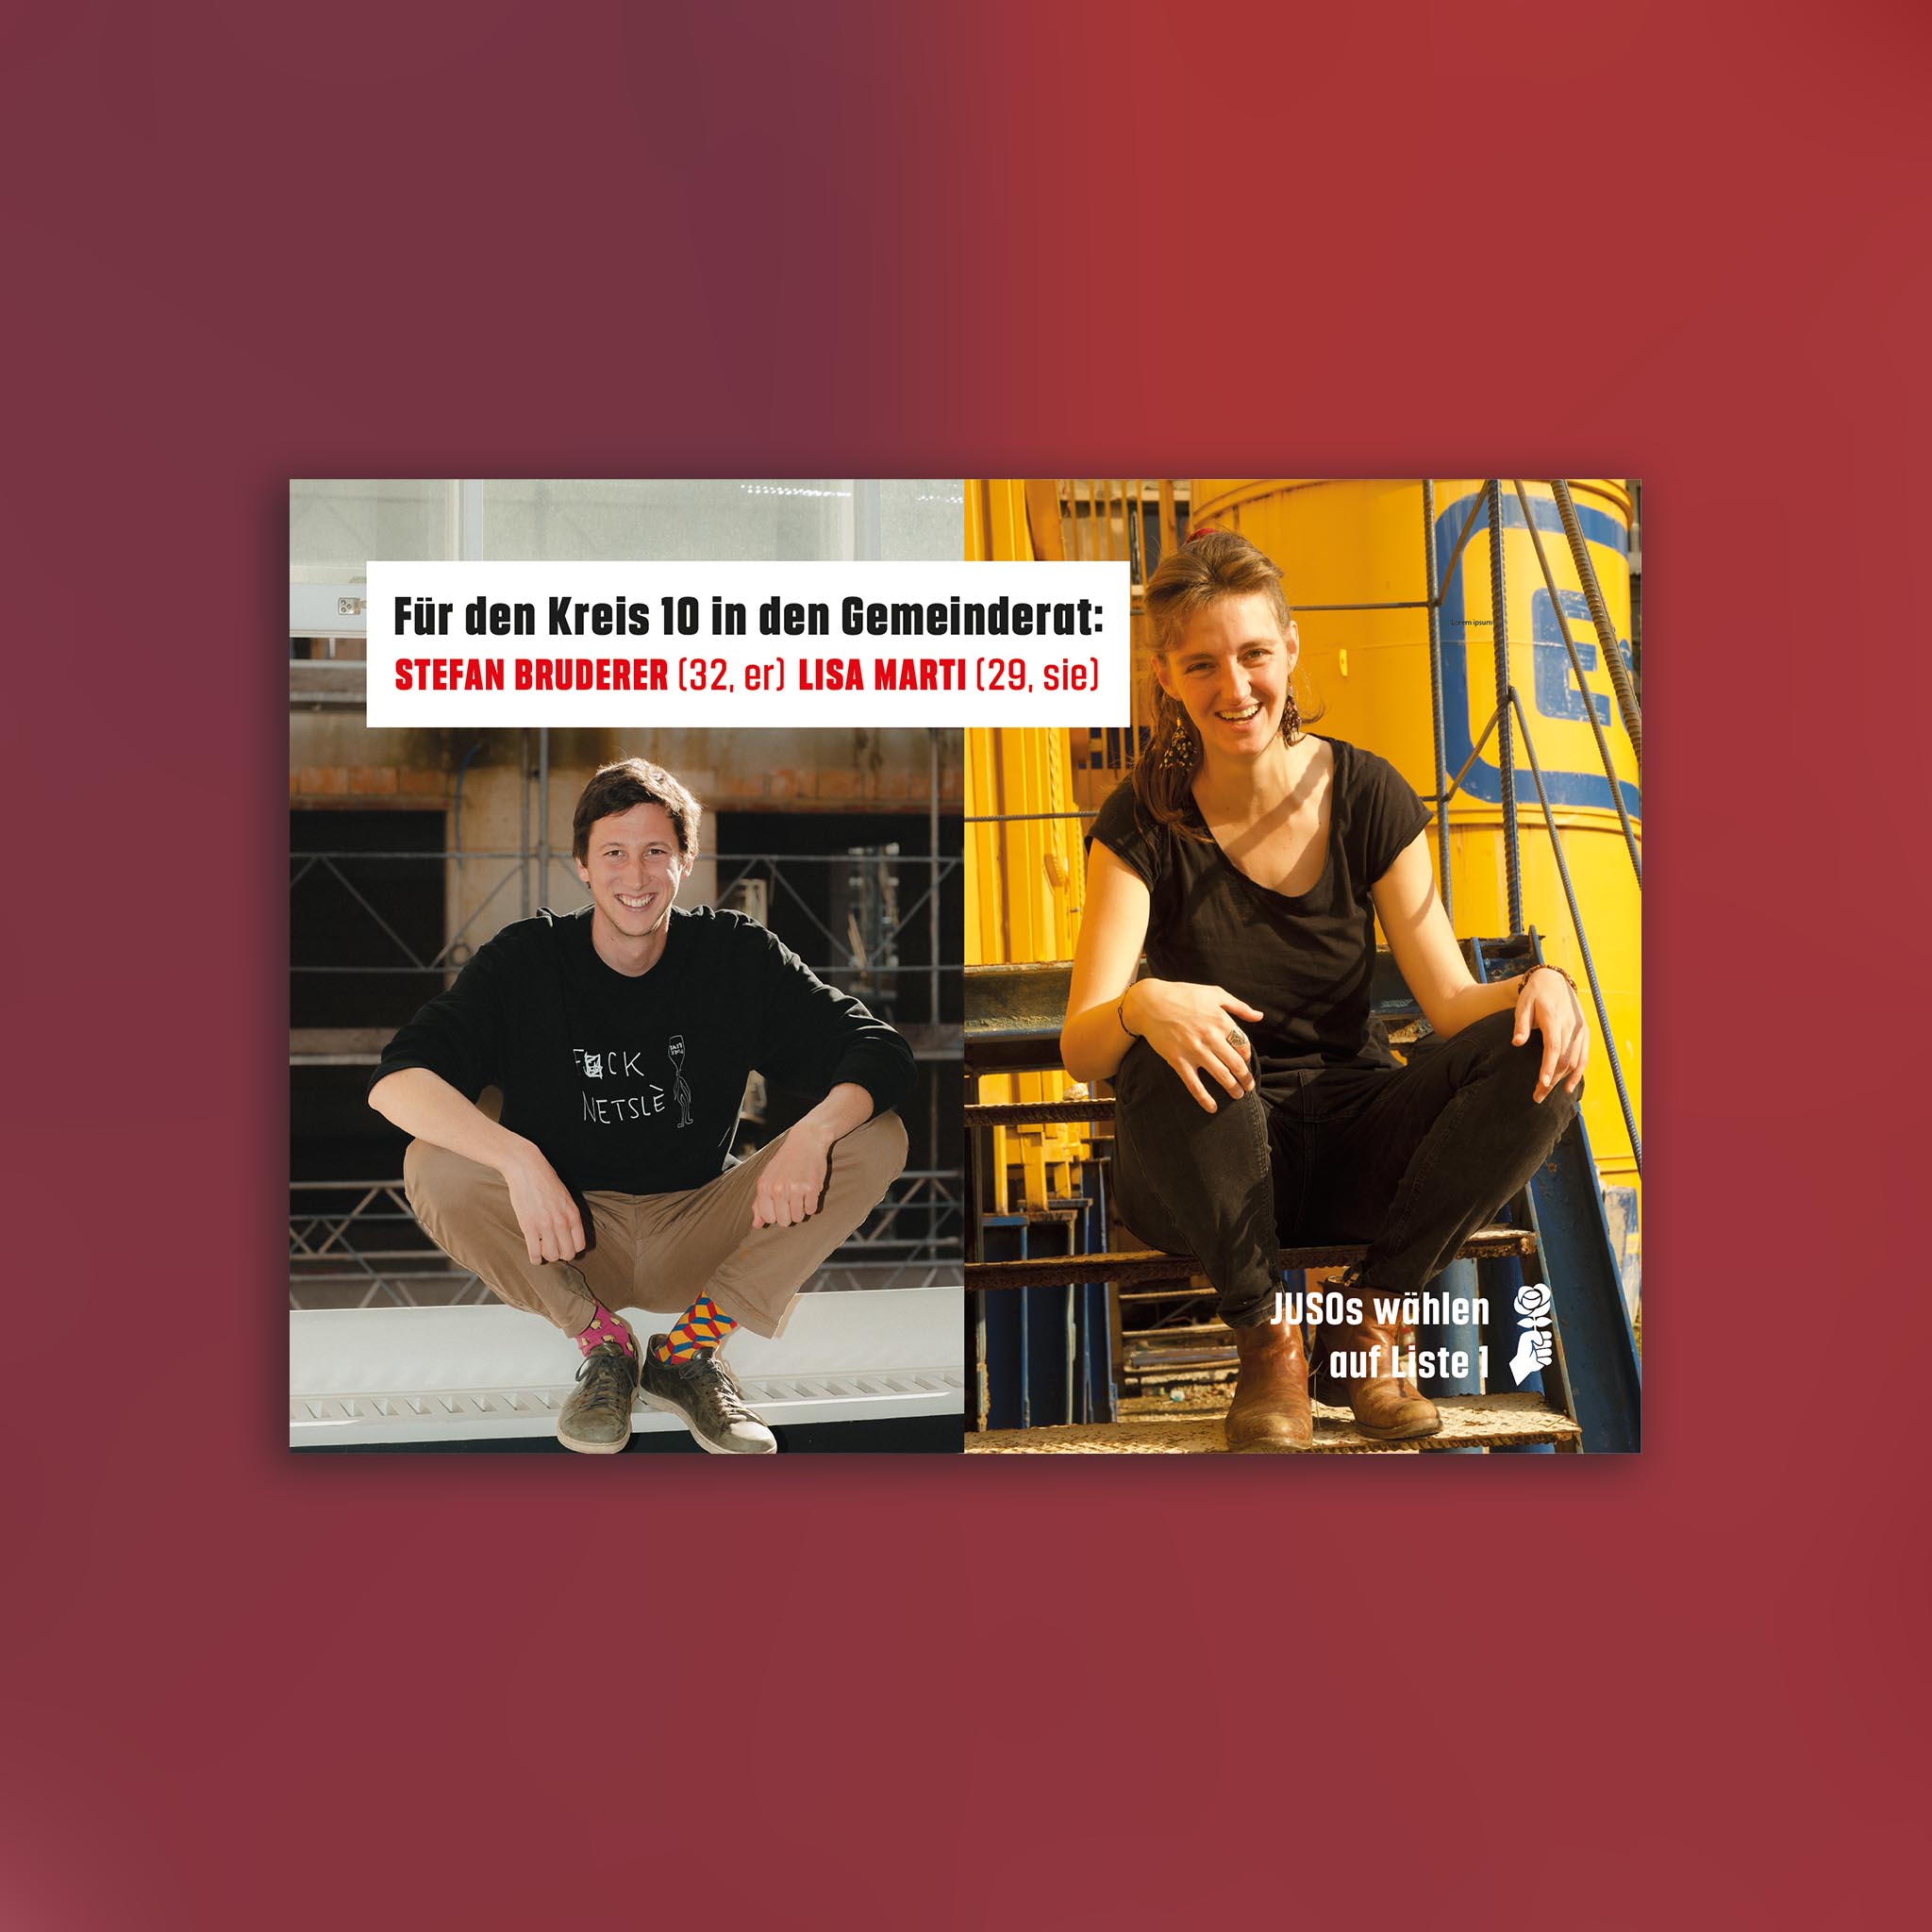 Für den Kreis 10 in den Gemeinderat:
STEFAN BRUDERER (32, er) LISA MARTI (29, sie)
Lorem ipsum
F CK
NETSLÈ
JUSOs wählen
auf Liste 1